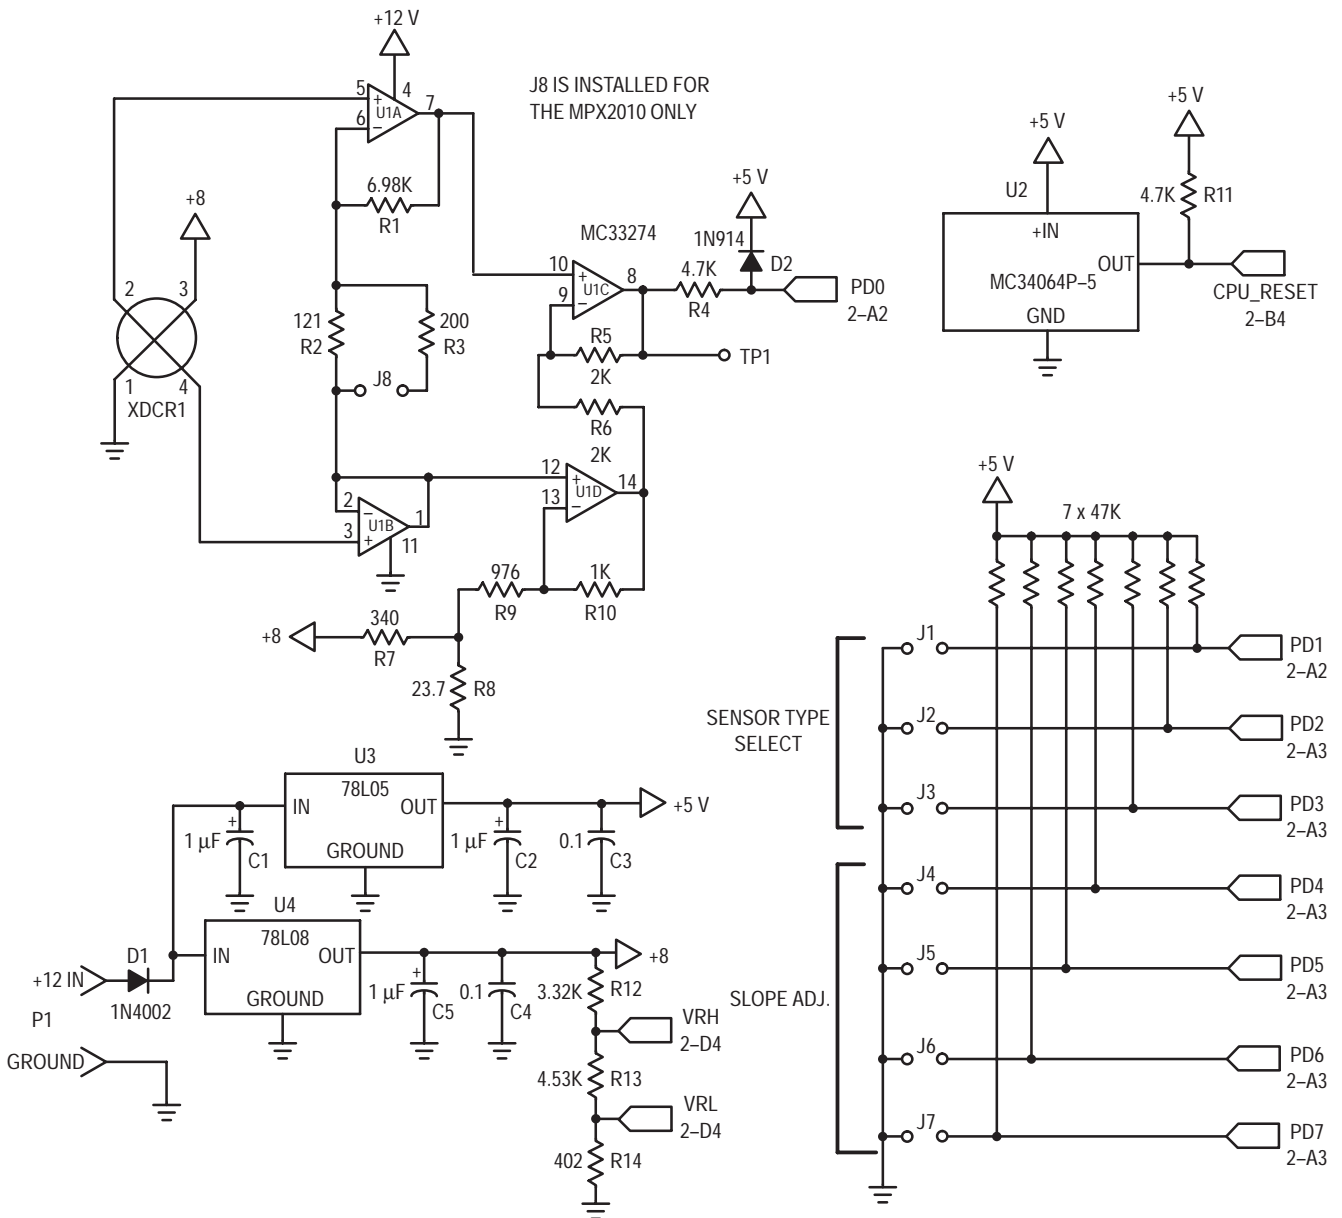 +12 V
J8 IS INSTALLED FOR
THE MPX2010 ONLY
5
+
4
U1A
7
6
–
6.98K
R1
+8
2
3
1
4
XDCR1
121
R2
200
R3
J8
MC33274
10
+
U1C
8
9
–
4.7K
R4
+5 V
1N914
D2
PD0
2–A2
R5
2K
TP1
R6
2K
12
+
U1D
14
13
–
2
–
U1B
1
3
+
11
976
R9
1K
R10
+8
340
R7
23.7
R8
+5 V
U2
+IN
OUT
MC34064P–5
GND
+5 V
4.7K
R11
CPU_RESET
2–B4
+5 V
7 x 47K
SENSOR TYPE
SELECT
SLOPE ADJ.
J1
PD1
2–A2
J2
PD2
2–A3
J3
PD3
2–A3
J4
PD4
2–A3
J5
PD5
2–A3
J6
PD6
2–A3
J7
PD7
2–A3
U3
78L05
IN
OUT
GROUND
+
1 µF
C1
+
1 µF
C2
0.1
C3
+5 V
U4
78L08
IN
OUT
GROUND
D1
+12 IN
1N4002
P1
GROUND
+
1 µF
C5
0.1
C4
+8
3.32K
R12
VRH
2–D4
4.53K
R13
VRL
2–D4
402
R14